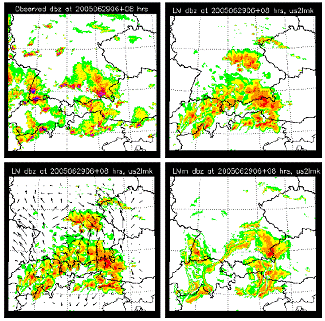 Observed dbz at 2005062906+08 hrs
LM dbz at 2005062906+08 hrs, us2lmk
LM dbz at 2005062906+08 hrs, us2lmk
LMm dbz at 2005062906+08 hrs, us2lmk